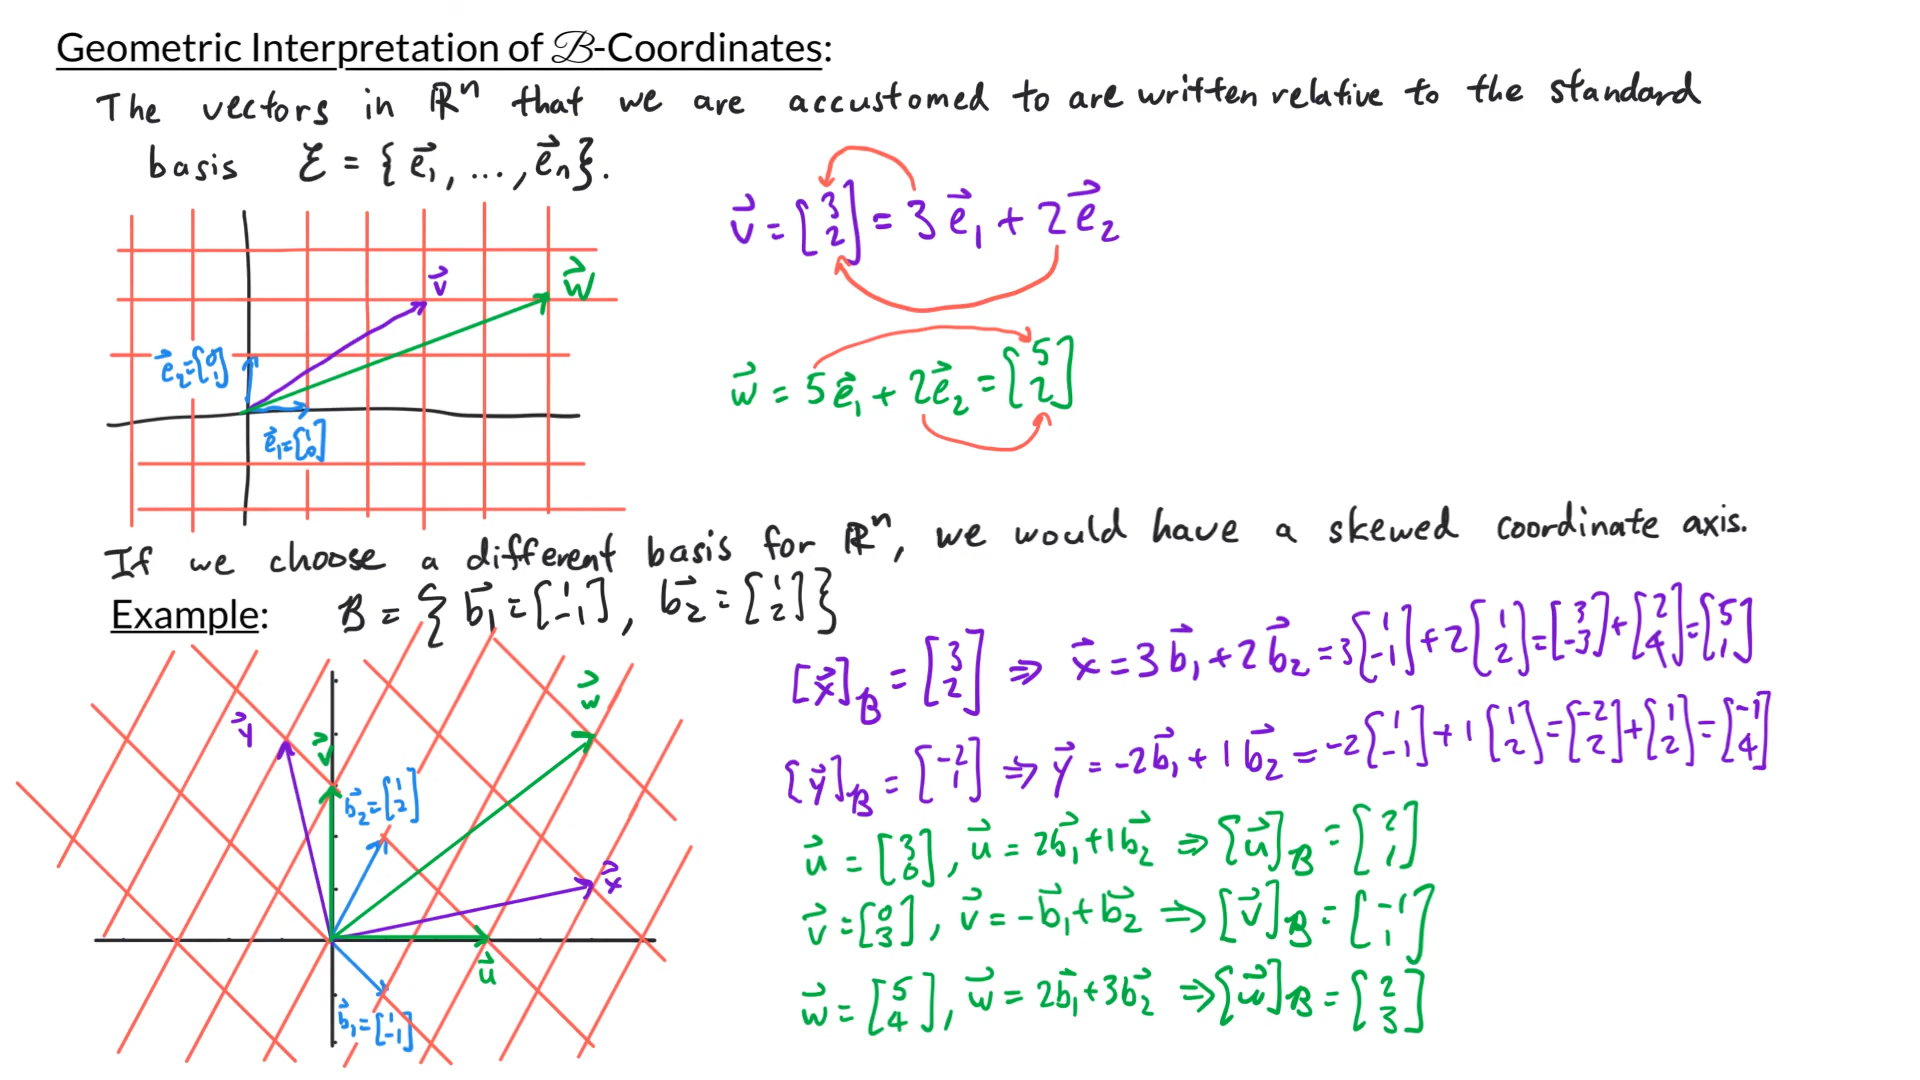 Geometric Interpretation of ℬ-Coordinates:
The vectors in ℝⁿ that we are accustomed to are written relative to the standard
basis ℰ = { e⃗₁, ..., e⃗ₙ}.
v⃗ = [3 2] = 3e⃗₁ + 2e⃗₂
w⃗ = 5e⃗₁ + 2e⃗₂ = [5 2]
v⃗
w⃗
e⃗₂=[0 1]
e⃗₁=[1 0]
If we choose a different basis for ℝⁿ, we would have a skewed coordinate axis.
Example: ℬ = { b⃗₁ = [1 -1], b⃗₂ = [1 2] }
[x⃗]_ℬ = [3 2] ⇒ x⃗ = 3b⃗₁ + 2b⃗₂ = 3[1 -1] + 2[1 2] = [3 -3] + [2 4] = [5 1]
[y⃗]_ℬ = [-2 1] ⇒ y⃗ = -2b⃗₁ + 1b⃗₂ = -2[1 -1] + 1[1 2] = [-2 2] + [1 2] = [-1 4]
u⃗ = [3 0], u⃗ = 2b⃗₁ + 1b⃗₂ ⇒ [u⃗]_ℬ = [2 1]
v⃗ = [0 3], v⃗ = -b⃗₁ + b⃗₂ ⇒ [v⃗]_ℬ = [-1 1]
w⃗ = [5 4], w⃗ = 2b⃗₁ + 3b⃗₂ ⇒ [w⃗]_ℬ = [2 3]
y⃗
v⃗
w⃗
b⃗₂=[1 2]
x⃗
u⃗
b⃗₁=[1 -1]